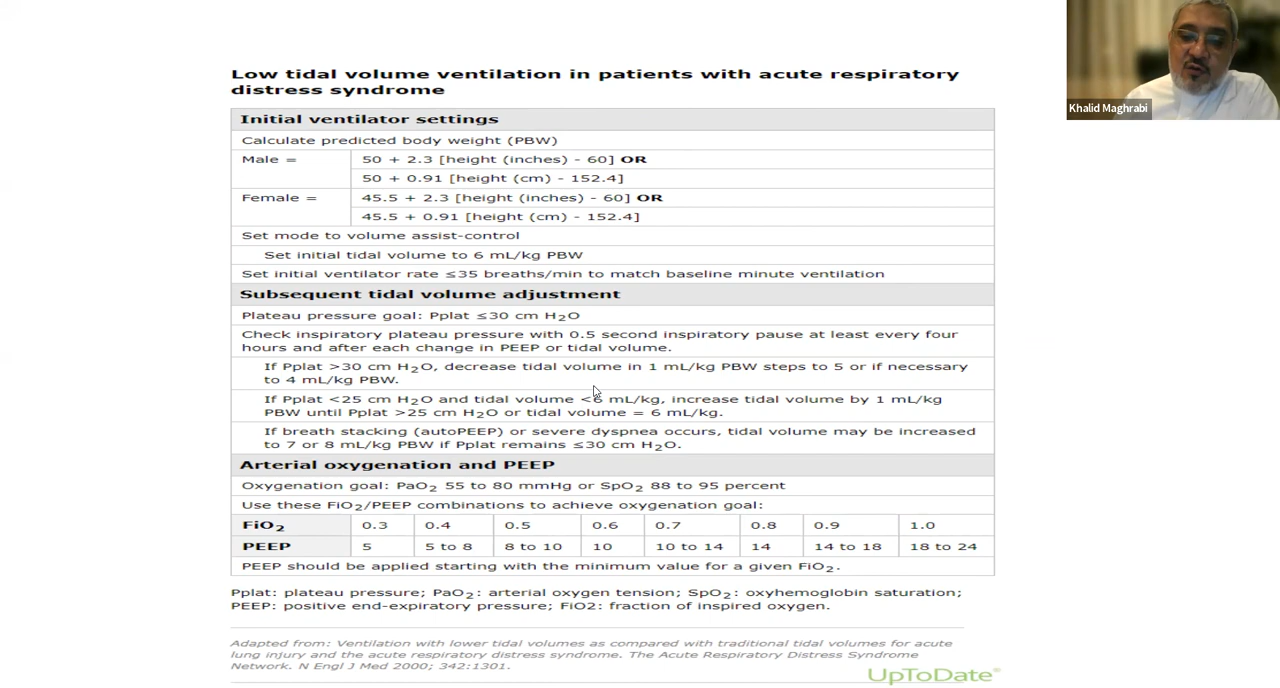 Khalid Maghrabi
Low tidal volume ventilation in patients with acute respiratory
distress syndrome
Initial ventilator settings
Calculate predicted body weight (PBW)
Male = 50 + 2.3 [height (inches) - 60] OR
50 + 0.91 [height (cm) - 152.4]
Female = 45.5 + 2.3 [height (inches) - 60] OR
45.5 + 0.91 [height (cm) - 152.4]
Set mode to volume assist-control
Set initial tidal volume to 6 mL/kg PBW
Set initial ventilator rate ≤35 breaths/min to match baseline minute ventilation
Subsequent tidal volume adjustment
Plateau pressure goal: Pplat ≤30 cm H2O
Check inspiratory plateau pressure with 0.5 second inspiratory pause at least every four
hours and after each change in PEEP or tidal volume.
If Pplat >30 cm H2O, decrease tidal volume in 1 mL/kg PBW steps to 5 or if necessary
to 4 mL/kg PBW.
If Pplat <25 cm H2O and tidal volume <6 mL/kg, increase tidal volume by 1 mL/kg
PBW until Pplat >25 cm H2O or tidal volume = 6 mL/kg.
If breath stacking (autoPEEP) or severe dyspnea occurs, tidal volume may be increased
to 7 or 8 mL/kg PBW if Pplat remains ≤30 cm H2O.
Arterial oxygenation and PEEP
Oxygenation goal: PaO2 55 to 80 mmHg or SpO2 88 to 95 percent
Use these FiO2/PEEP combinations to achieve oxygenation goal:
FiO2 0.3 0.4 0.5 0.6 0.7 0.8 0.9 1.0
PEEP 5 5 to 8 8 to 10 10 10 to 14 14 14 to 18 18 to 24
PEEP should be applied starting with the minimum value for a given FiO2.
Pplat: plateau pressure; PaO2: arterial oxygen tension; SpO2: oxyhemoglobin saturation;
PEEP: positive end-expiratory pressure; FiO2: fraction of inspired oxygen.
Adapted from: Ventilation with lower tidal volumes as compared with traditional tidal volumes for acute
lung injury and the acute respiratory distress syndrome. The Acute Respiratory Distress Syndrome
Network. N Engl J Med 2000; 342:1301.
UpToDate®